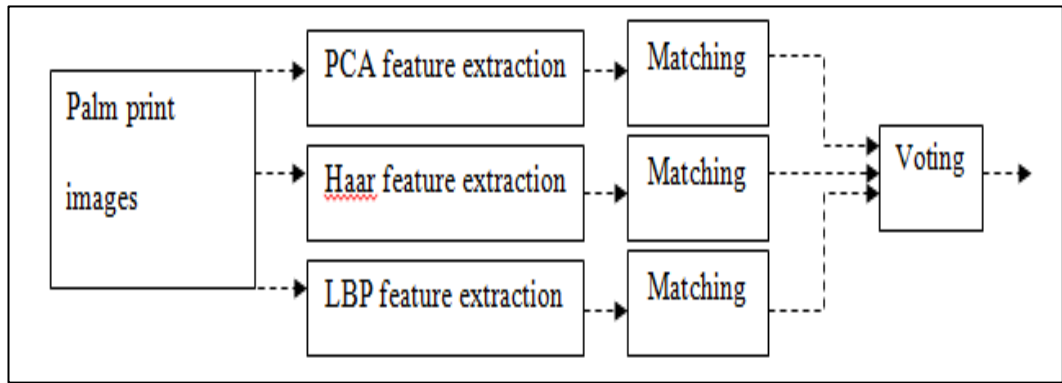 Palm print
images
PCA feature extraction
Matching
Haar feature extraction
Matching
LBP feature extraction
Matching
Voting